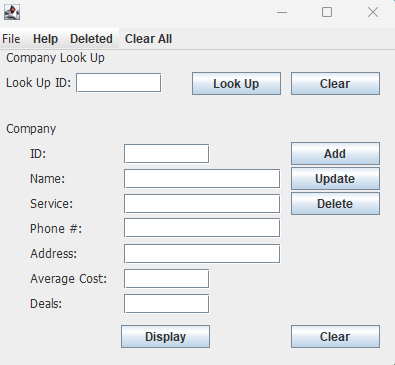 File Help Deleted Clear All
Company Look Up
Look Up ID: Look Up Clear
Company
ID: Add
Name: Update
Service: Delete
Phone #:
Address:
Average Cost:
Deals:
Display Clear